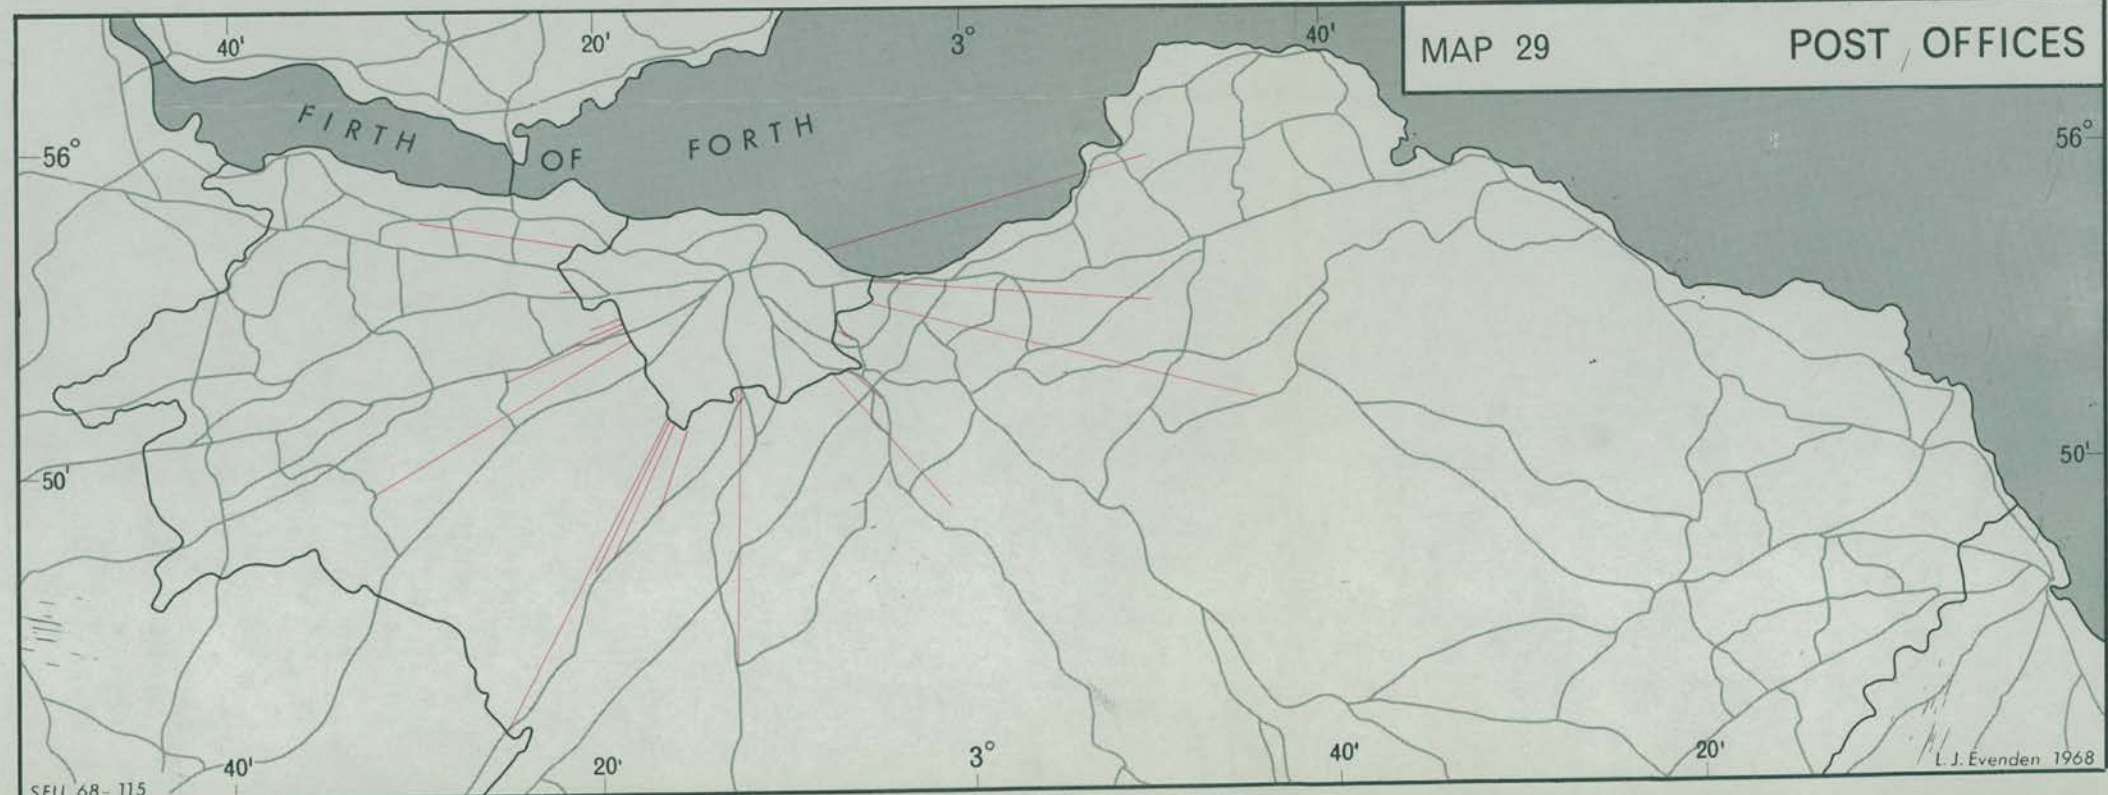 MAP 29 POST OFFICES
40' 20' 3° 40'
FIRTH OF FORTH
56° 56°
50' 50'
40' 20' 3° 40' 20'
L. J. Evenden 1968
SFU 68-115